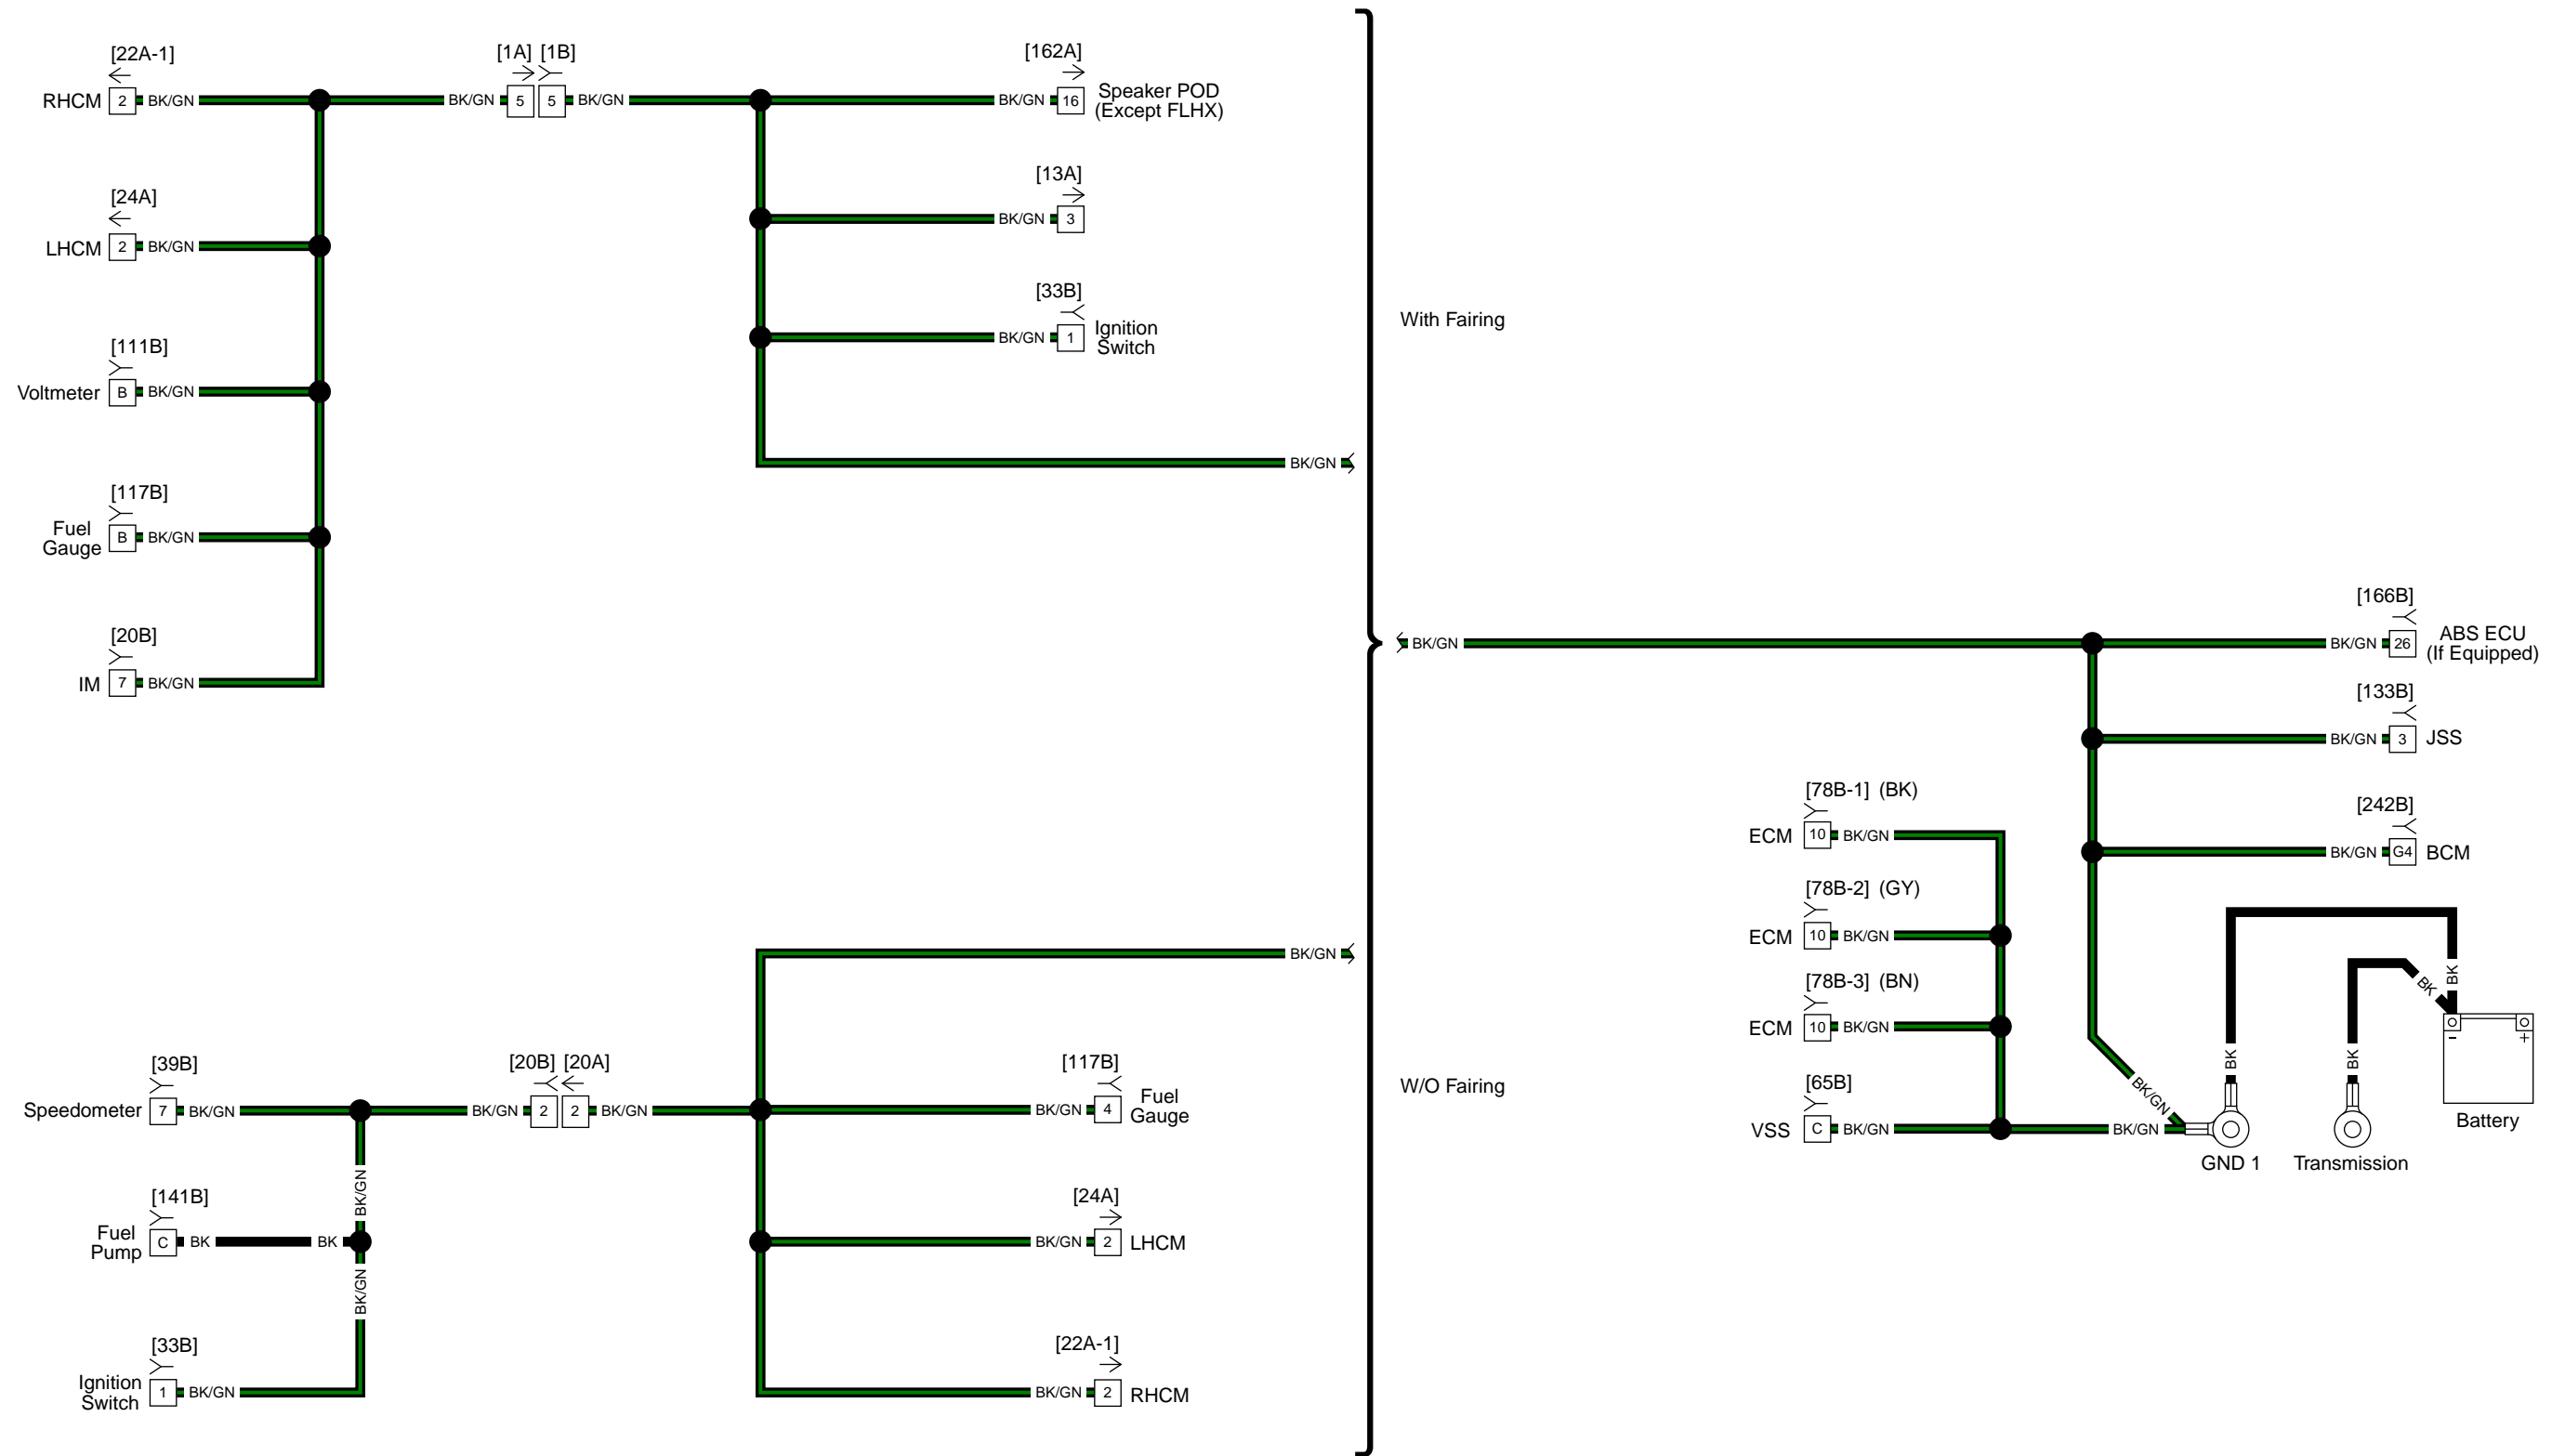 [22A-1]
RHCM 2 BK/GN
[1A] [1B]
BK/GN 5 5 BK/GN
[162A]
BK/GN 16 Speaker POD
(Except FLHX)
[24A]
LHCM 2 BK/GN
[13A]
BK/GN 3
[111B]
Voltmeter B BK/GN
[33B]
BK/GN 1 Ignition
Switch
With Fairing
[117B]
Fuel
Gauge B BK/GN
BK/GN
[20B]
IM 7 BK/GN
BK/GN
[166B]
BK/GN 26 ABS ECU
(If Equipped)
[133B]
BK/GN 3 JSS
[242B]
BK/GN G4 BCM
[78B-1] (BK)
ECM 10 BK/GN
[78B-2] (GY)
ECM 10 BK/GN
[78B-3] (BN)
ECM 10 BK/GN
[65B]
VSS C BK/GN
BK/GN
BK/GN
BK
BK
BK
BK
- +
Battery
GND 1
Transmission
BK/GN
W/O Fairing
[39B]
Speedometer 7 BK/GN
[20B] [20A]
BK/GN 2 2 BK/GN
[117B]
BK/GN 4 Fuel
Gauge
BK/GN
[141B]
Fuel
Pump C BK BK
[24A]
BK/GN 2 LHCM
BK/GN
[33B]
Ignition
Switch 1 BK/GN
[22A-1]
BK/GN 2 RHCM